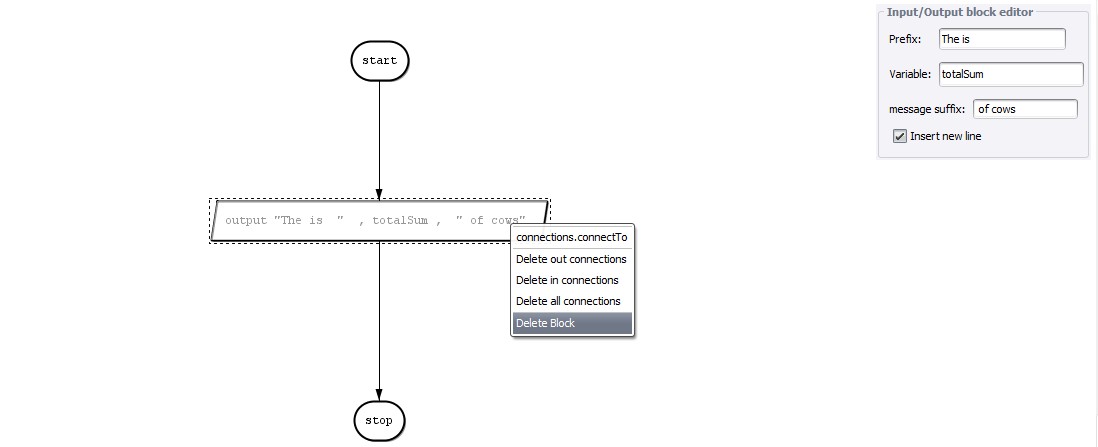 Input/Output block editor
Prefix: The is
Variable: totalSum
message suffix: of cows
Insert new line
start
output "The is  "  , totalSum ,  " of cows"
connections.connectTo
Delete out connections
Delete in connections
Delete all connections
Delete Block
stop